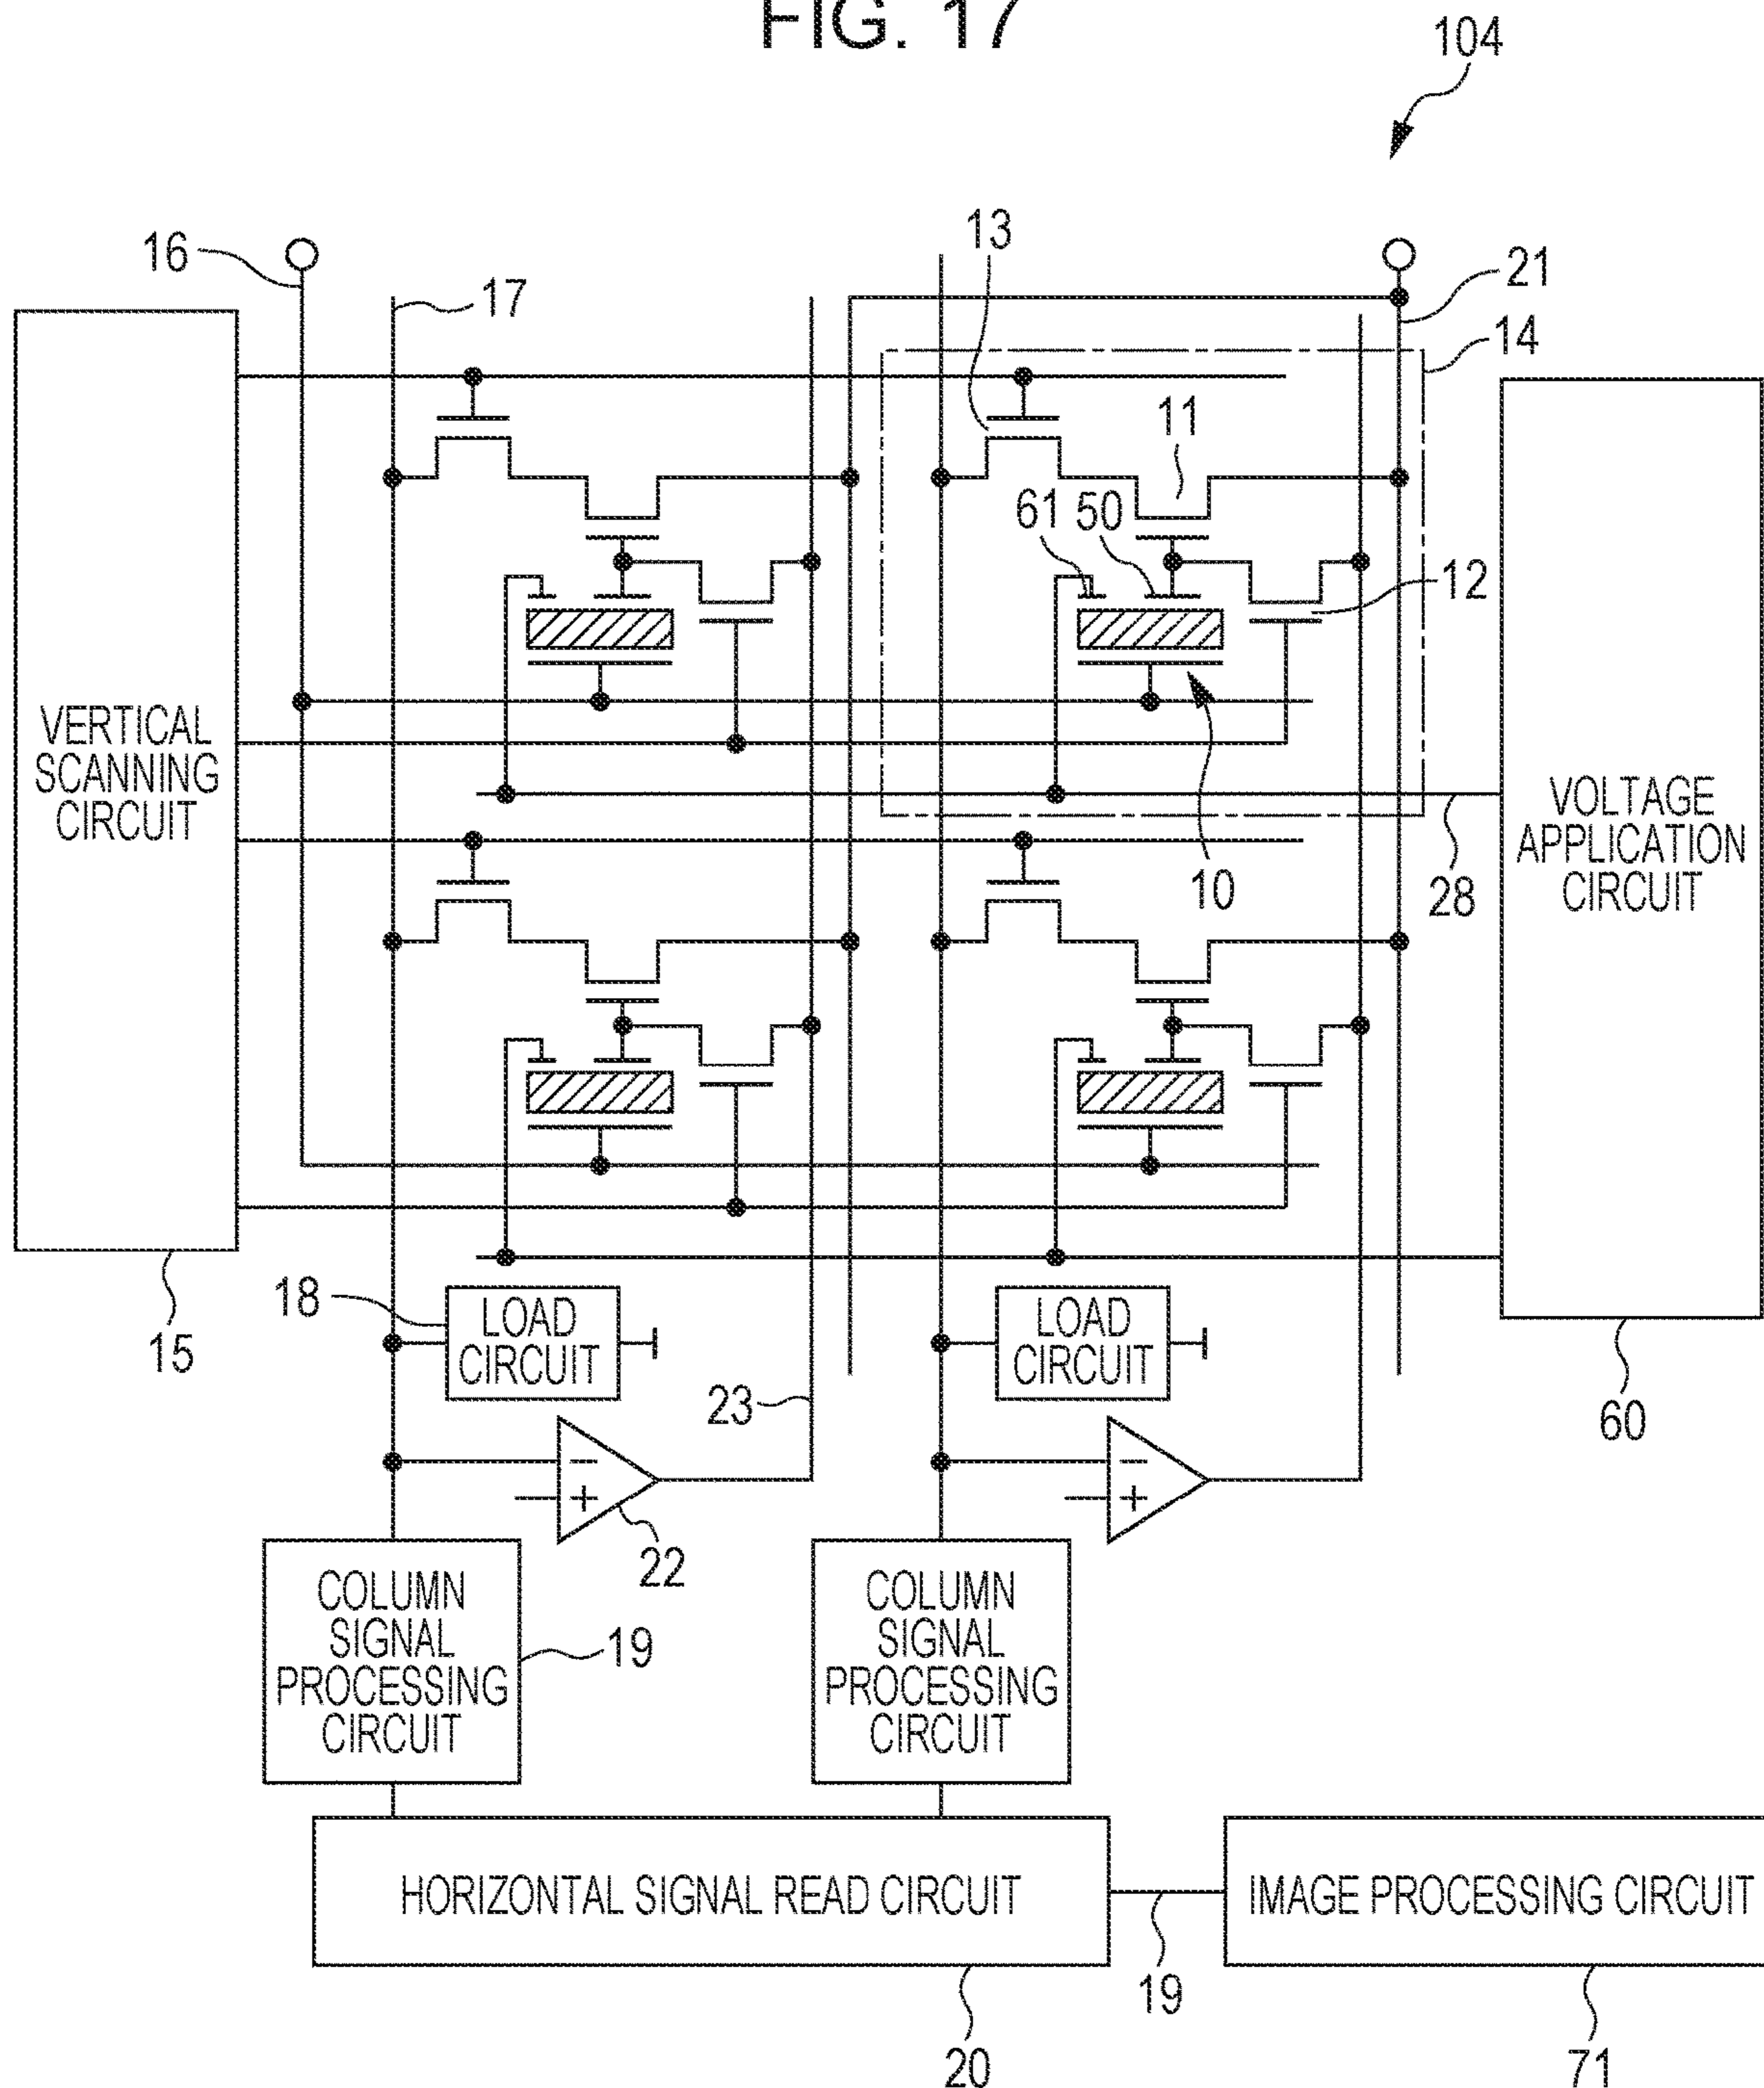 FIG. 17
104
16
17
13
21
14
11
61
50
12
VERTICAL
SCANNING
CIRCUIT
VOLTAGE
APPLICATION
CIRCUIT
10
28
15
18
LOAD
CIRCUIT
LOAD
CIRCUIT
23
60
−
+
22
−
+
COLUMN
SIGNAL
PROCESSING
CIRCUIT
19
COLUMN
SIGNAL
PROCESSING
CIRCUIT
HORIZONTAL SIGNAL READ CIRCUIT
IMAGE PROCESSING CIRCUIT
19
20
71